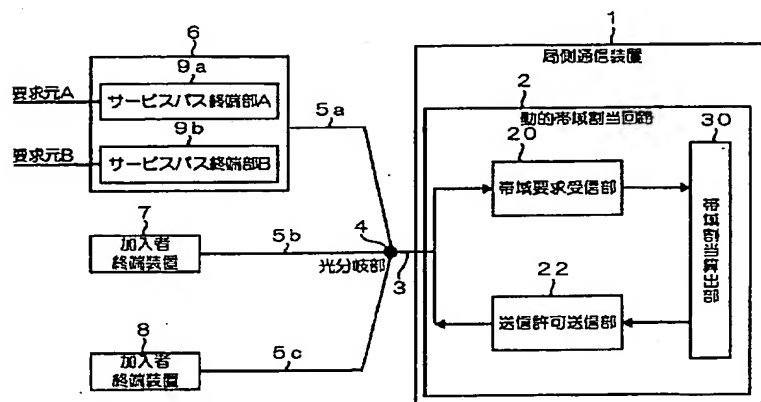 6
9a
要求元A
サービスパス終端部A
9b
要求元B
サービスパス終端部B
7
加入者
終端装置
8
加入者
終端装置
5a
5b
5c
4
光分岐部
3
1
局側通信装置
2
動的帯域割当回路
20
帯域要求受信部
22
送信許可送信部
30
帯域割当算出部